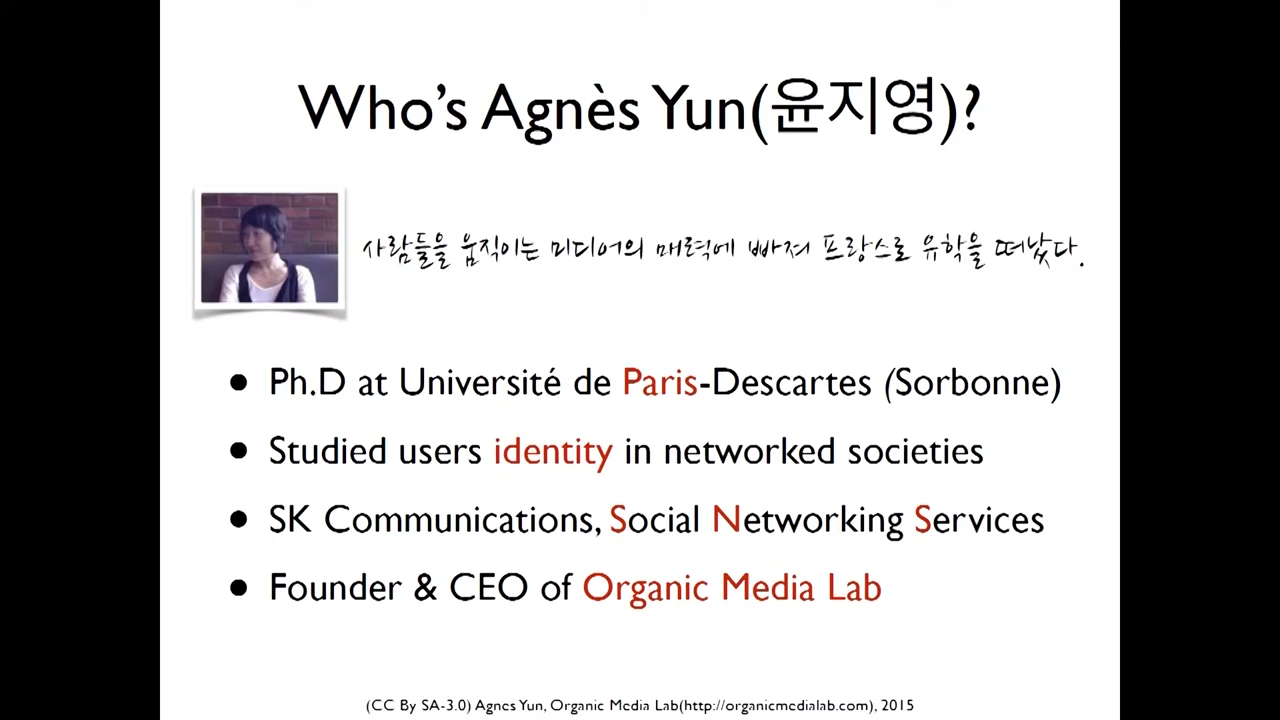 Who's Agnès Yun(윤지영)?
사람들을 움직이는 미디어의 매력에 빠져 프랑스로 유학을 떠났다.
• Ph.D at Université de Paris-Descartes (Sorbonne)
• Studied users identity in networked societies
• SK Communications, Social Networking Services
• Founder & CEO of Organic Media Lab
(CC By SA-3.0) Agnes Yun, Organic Media Lab(http://organicmedialab.com), 2015